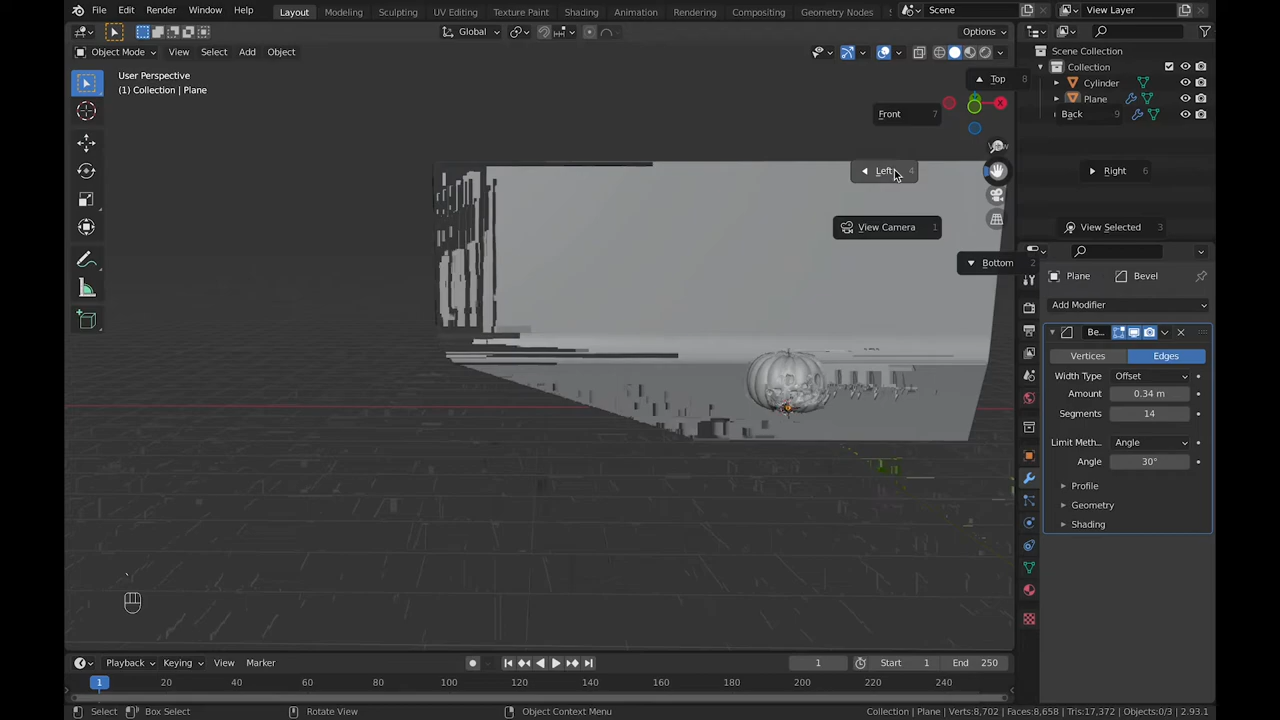 File Edit Render Window Help Layout Modeling Sculpting UV Editing Texture Paint Shading Animation Rendering Compositing Geometry Nodes Scene View Layer
Global Options
Object Mode View Select Add Object
User Perspective
(1) Collection | Plane
Top 8
Front 7
Left 4
View Camera 1
Bottom 2
Back 9
Right 6
View Selected 3
Scene Collection
Collection
Cylinder
Plane
Plane Bevel
Add Modifier
Be...
Vertices Edges
Width Type Offset
Amount 0.34 m
Segments 14
Limit Meth... Angle
Angle 30°
Profile
Geometry
Shading
Playback Keying View Marker 1 Start 1 End 250
1 20 40 60 80 100 120 140 160 180 200 220 240
Select Box Select Rotate View Object Context Menu Collection | Plane | Verts:8,702 | Faces:8,658 | Tris:17,372 | Objects:0/3 | 2.93.1